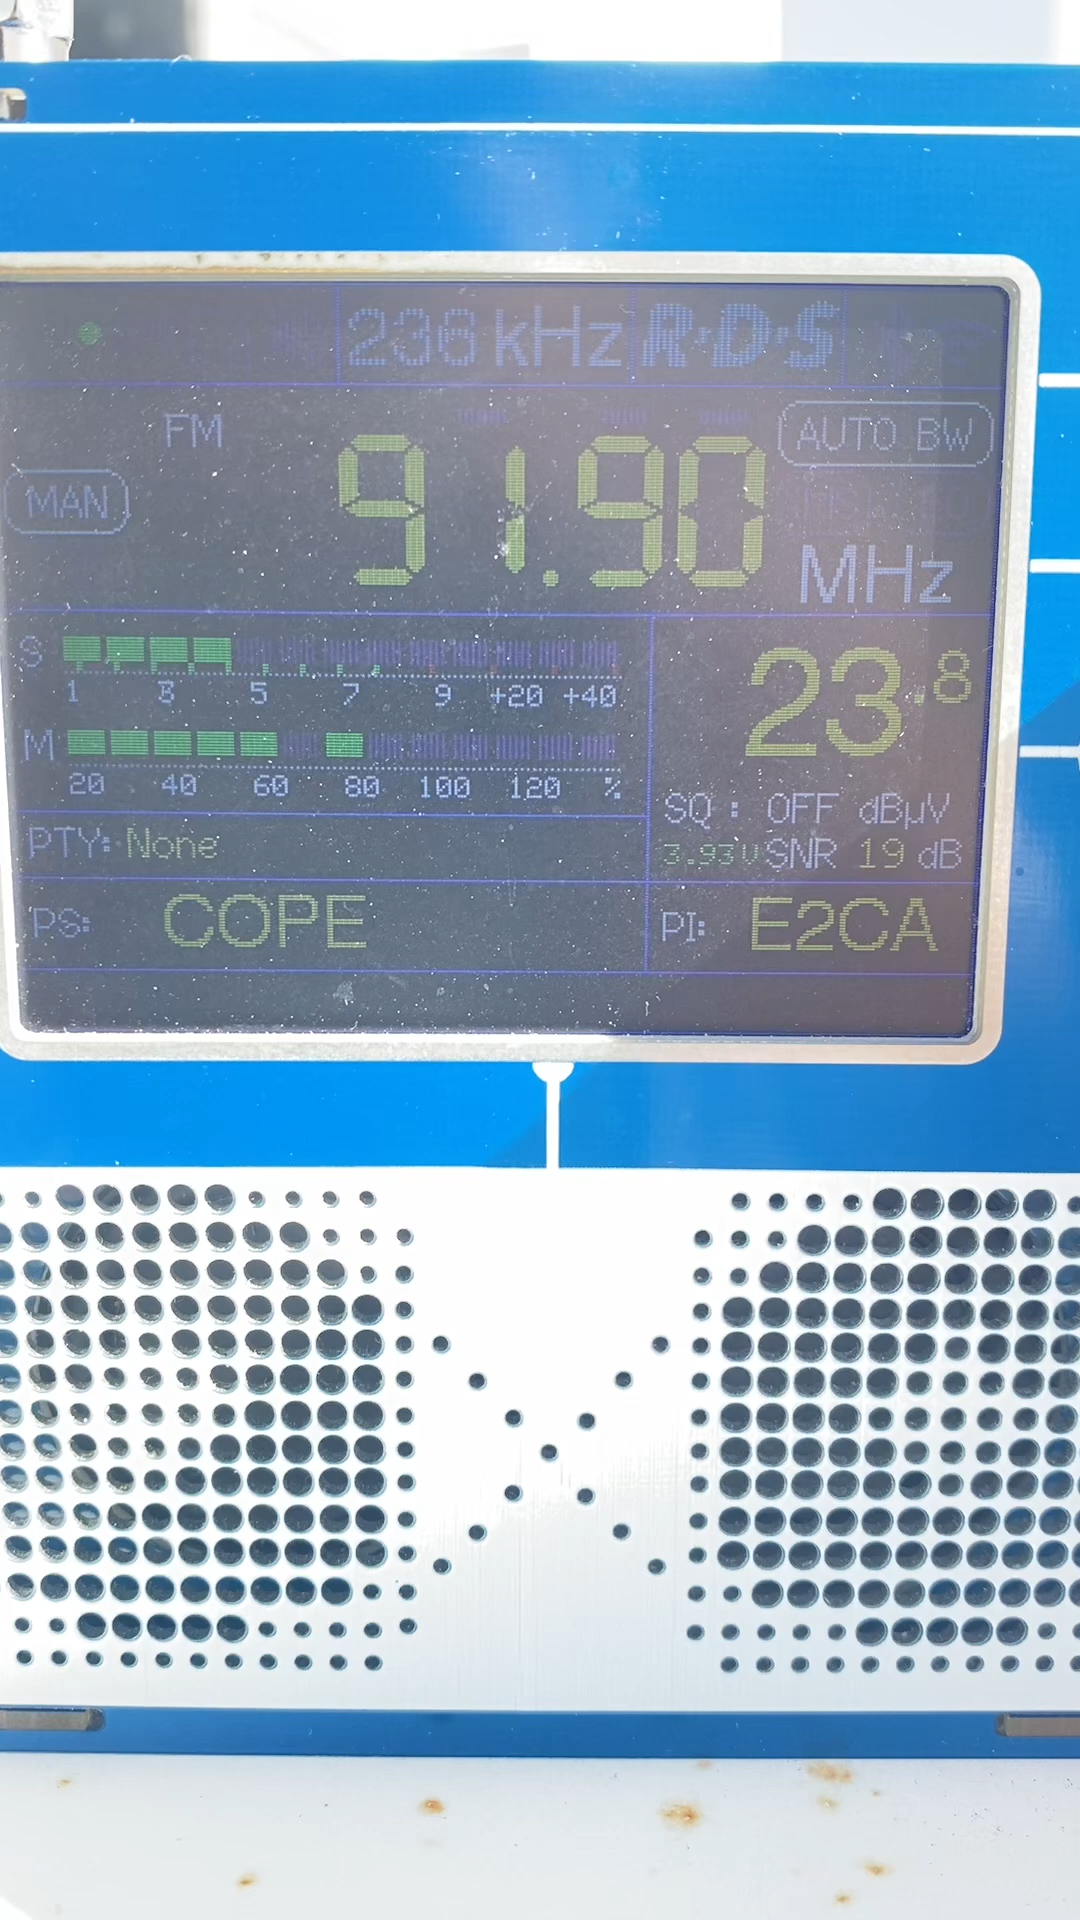 236 kHz R·D·S
FM
91.90
AUTO BW
MAN
MHz
S
1 3 5 7 9 +20 +40
M
20 40 60 80 100 120 %
23.8
SQ : OFF dBµV
3.93V SNR 19 dB
PTY: None
PS: COPE
PI: E2CA